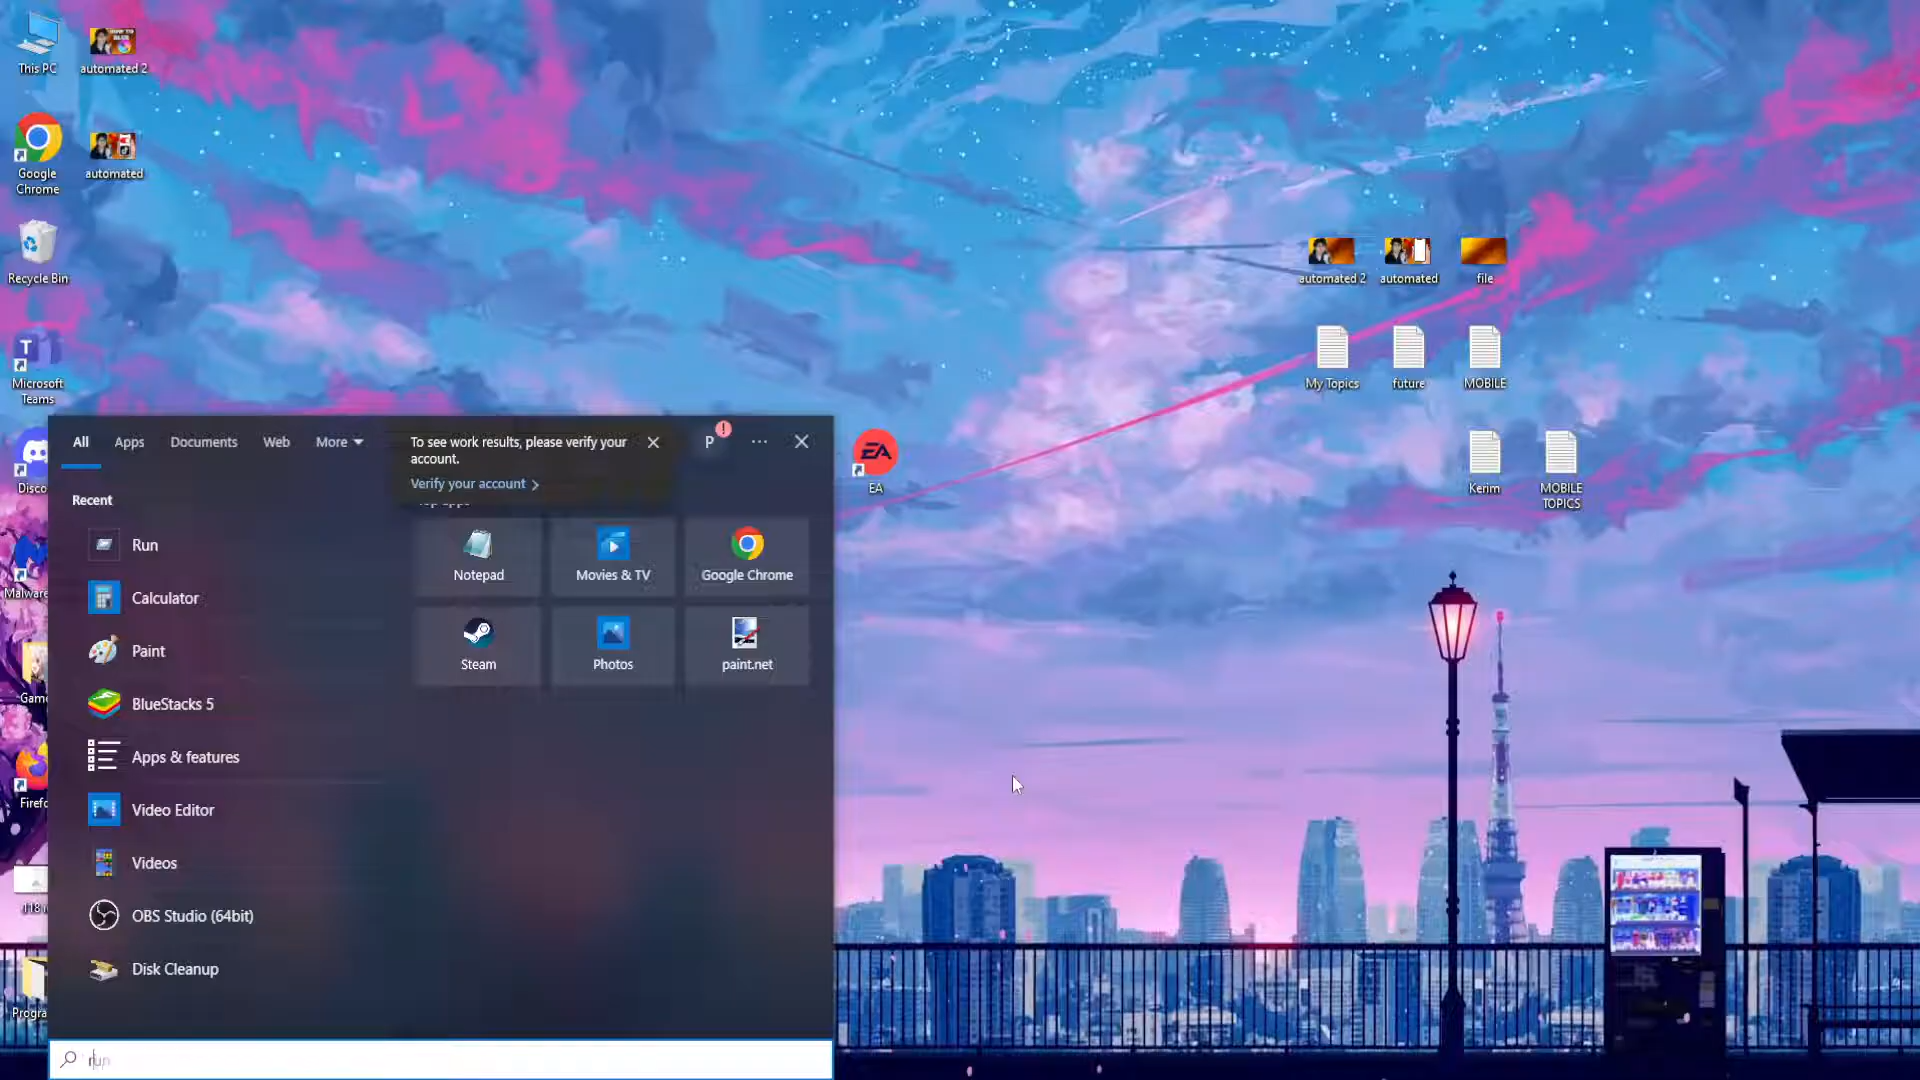 This PC
automated 2
Google
Chrome
automated
Recycle Bin
Microsoft
Teams
Disco
Malware
Game
Firefo
Progra
automated 2
automated
file
My Topics
future
MOBILE
Kerim
MOBILE
TOPICS
EA
EA
All
Apps
Documents
Web
More
To see work results, please verify your
account.
Verify your account
P
Recent
Run
Calculator
Paint
BlueStacks 5
Apps & features
Video Editor
Videos
OBS Studio (64bit)
Disk Cleanup
Top apps
Notepad
Movies & TV
Google Chrome
Steam
Photos
paint.net
run